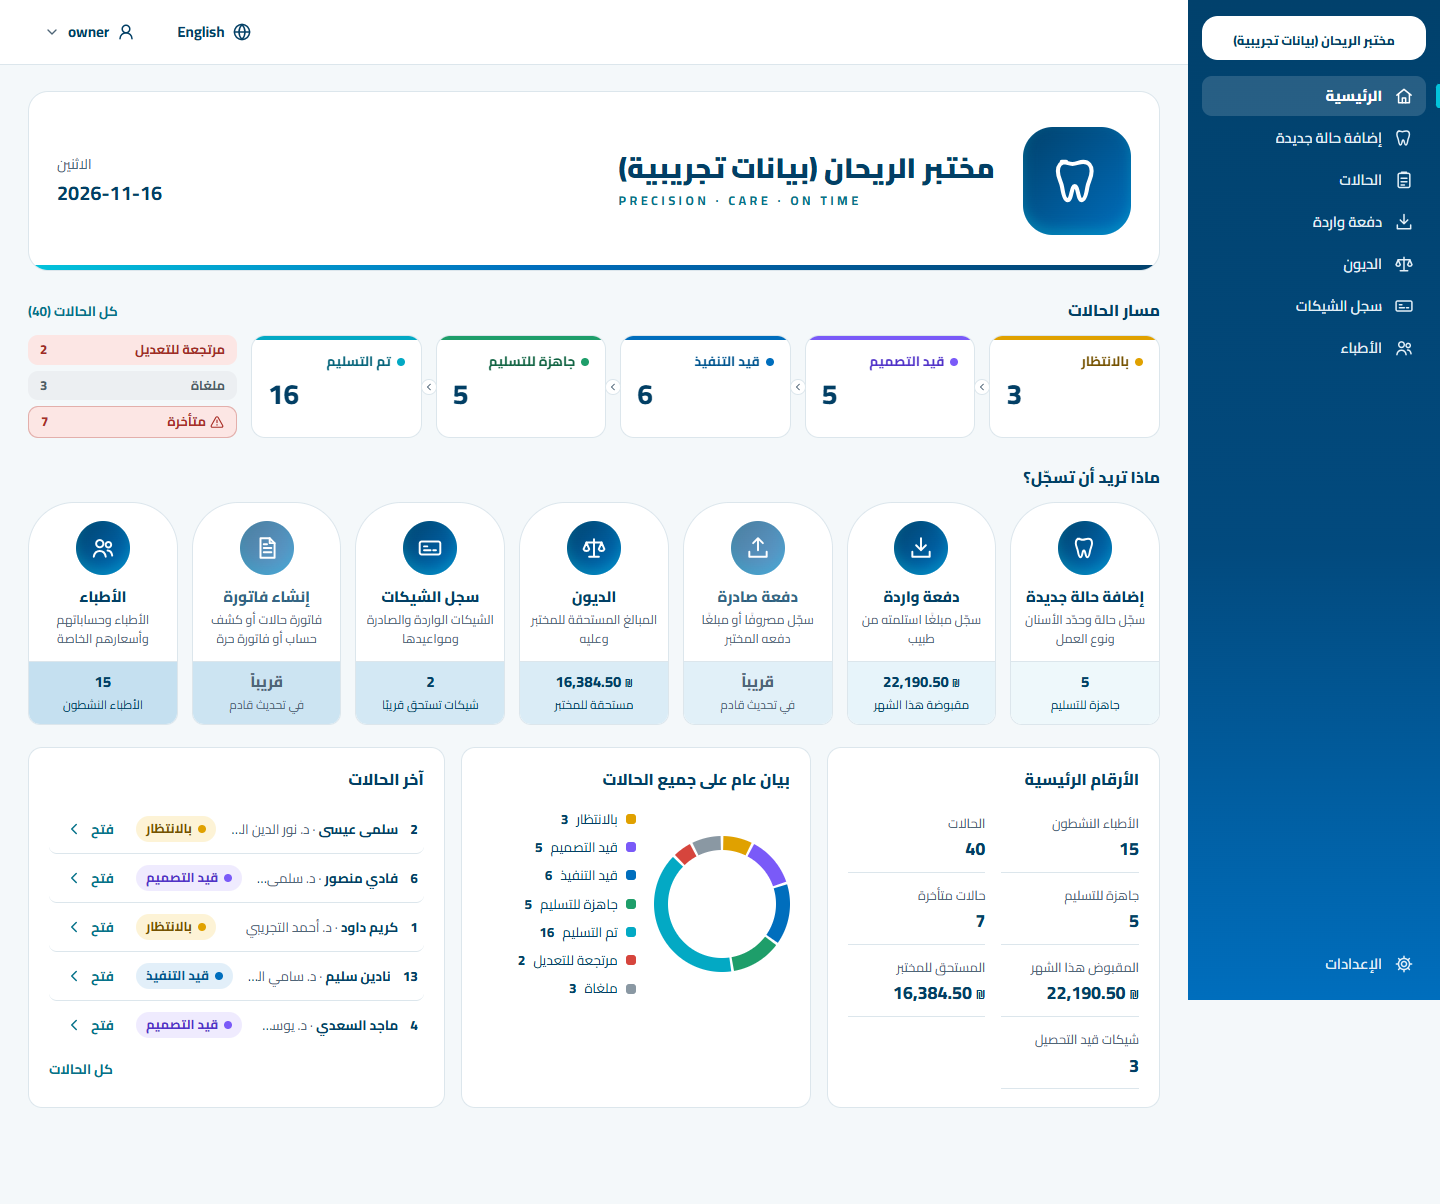 مختبر الريحان (بيانات تجريبية)
الرئيسية
إضافة حالة جديدة
الحالات
دفعة واردة
الديون
سجل الشيكات
الأطباء
الإعدادات
English
owner
مختبر الريحان (بيانات تجريبية)
PRECISION · CARE · ON TIME
الاثنين
2026-11-16
مسار الحالات
كل الحالات (40)
بالانتظار
3
قيد التصميم
5
قيد التنفيذ
6
جاهزة للتسليم
5
تم التسليم
16
مرتجعة للتعديل 2
ملغاة 3
متأخرة 7
ماذا تريد أن تسجّل؟
إضافة حالة جديدة
سجّل حالة وحدّد الأسنان
ونوع العمل
5
جاهزة للتسليم
دفعة واردة
سجّل مبلغًا استلمته من
طبيب
₪ 22,190.50
مقبوضة هذا الشهر
دفعة صادرة
سجّل مصروفًا أو مبلغًا
دفعه المختبر
قريباً
في تحديث قادم
الديون
المبالغ المستحقة للمختبر
وعليه
₪ 16,384.50
مستحقة للمختبر
سجل الشيكات
الشيكات الواردة والصادرة
ومواعيدها
2
شيكات تستحق قريبًا
إنشاء فاتورة
فاتورة حالات أو كشف
حساب أو فاتورة حرة
قريباً
في تحديث قادم
الأطباء
الأطباء وحساباتهم
وأسعارهم الخاصة
15
الأطباء النشطون
الأرقام الرئيسية
الأطباء النشطون
15
الحالات
40
جاهزة للتسليم
5
حالات متأخرة
7
المقبوض هذا الشهر
₪ 22,190.50
المستحق للمختبر
₪ 16,384.50
شيكات قيد التحصيل
3
بيان عام على جميع الحالات
بالانتظار 3
قيد التصميم 5
قيد التنفيذ 6
جاهزة للتسليم 5
تم التسليم 16
مرتجعة للتعديل 2
ملغاة 3
آخر الحالات
2 سلمى عيسى · د. نور الدين الـ... بالانتظار فتح
6 فادي منصور · د. سلمى... قيد التصميم فتح
1 كريم داود · د. أحمد التجريبي بالانتظار فتح
13 نادين سليم · د. سامي الـ... قيد التنفيذ فتح
4 ماجد السعدي · د. يوسـ... قيد التصميم فتح
كل الحالات